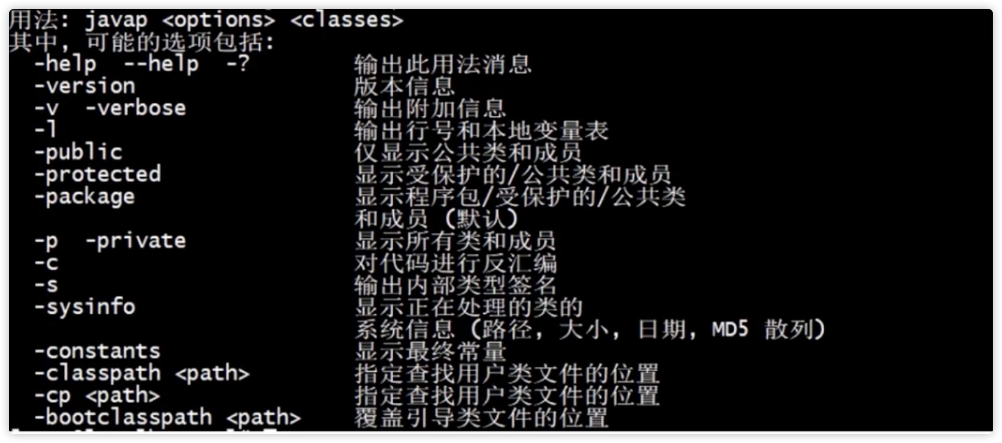 用法: javap <options> <classes>
其中, 可能的选项包括:
-help  --help  -?                输出此用法消息
-version                         版本信息
-v  -verbose                     输出附加信息
-l                               输出行号和本地变量表
-public                          仅显示公共类和成员
-protected                       显示受保护的/公共类和成员
-package                         显示程序包/受保护的/公共类
和成员 (默认)
-p  -private                     显示所有类和成员
-c                               对代码进行反汇编
-s                               输出内部类型签名
-sysinfo                         显示正在处理的类的
系统信息 (路径, 大小, 日期, MD5 散列)
-constants                       显示最终常量
-classpath <path>                指定查找用户类文件的位置
-cp <path>                       指定查找用户类文件的位置
-bootclasspath <path>            覆盖引导类文件的位置